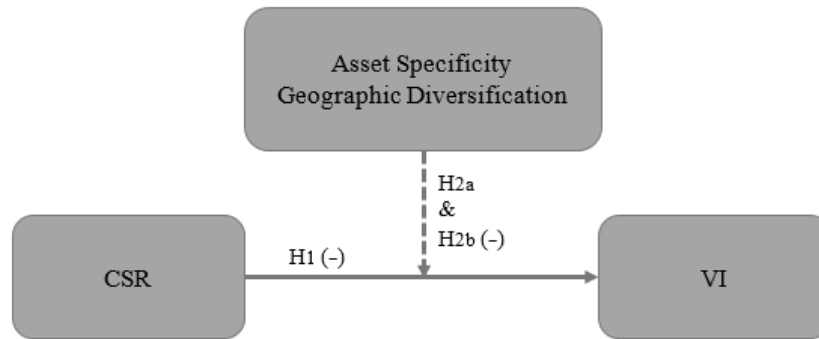 Asset Specificity
Geographic Diversification
H2a
&
H2b (-)
H1 (-)
CSR
VI